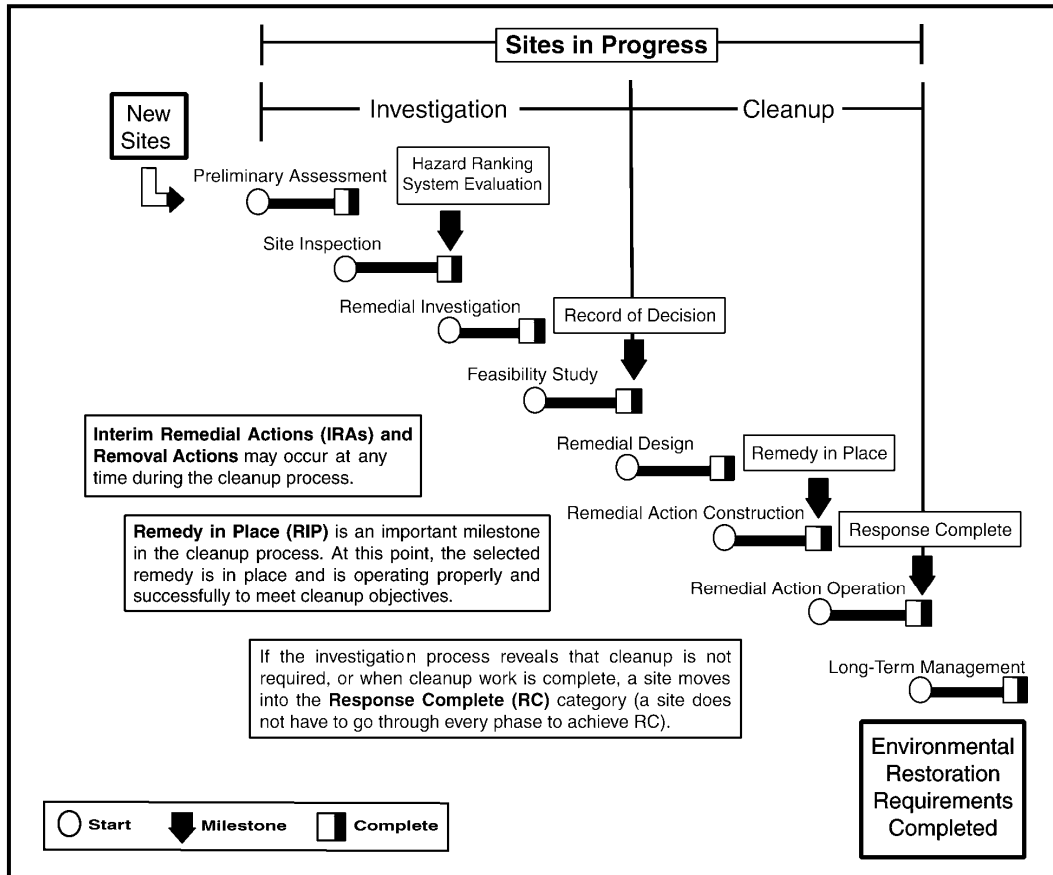 Sites in Progress
Investigation
Cleanup
New
Sites
Preliminary Assessment
Hazard Ranking
System Evaluation
Site Inspection
Remedial Investigation
Record of Decision
Feasibility Study
Interim Remedial Actions (IRAs) and
Removal Actions may occur at any
time during the cleanup process.
Remedial Design
Remedy in Place
Remedial Action Construction
Response Complete
Remedy in Place (RIP) is an important milestone
in the cleanup process. At this point, the selected
remedy is in place and is operating properly and
successfully to meet cleanup objectives.
Remedial Action Operation
If the investigation process reveals that cleanup is not
required, or when cleanup work is complete, a site moves
into the Response Complete (RC) category (a site does
not have to go through every phase to achieve RC).
Long-Term Management
Environmental
Restoration
Requirements
Completed
Start
Milestone
Complete